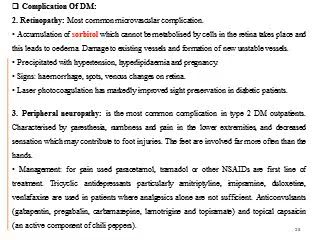 ❑ Complication Of DM:
2. Retinopathy: Most common microvascular complication.
• Accumulation of sorbitol which cannot be metabolised by cells in the retina takes place and
this leads to oedema. Damage to existing vessels and formation of new unstable vessels.
• Precipitated with hypertension, hyperlipidaemia and pregnancy.
• Signs: haemorrhage, spots, venous changes on retina.
• Laser photocoagulation has markedly improved sight preservation in diabetic patients.
3. Peripheral neuropathy: is the most common complication in type 2 DM outpatients.
Characterised by paresthesia, numbness and pain in the lower extremities, and decreased
sensation which may contribute to foot injuries. The feet are involved far more often than the
hands.
• Management: for pain used paracetamol, tramadol or other NSAIDs are first line of
treatment. Tricyclic antidepressants particularly amitriptyline, imipramine, duloxetine,
venlafaxine are used in patients where analgesics alone are not sufficient. Anticonvulsants
(gabapentin, pregabalin, carbamazepine, lamotrigine and topiramate) and topical capsaicin
(an active component of chili peppers).